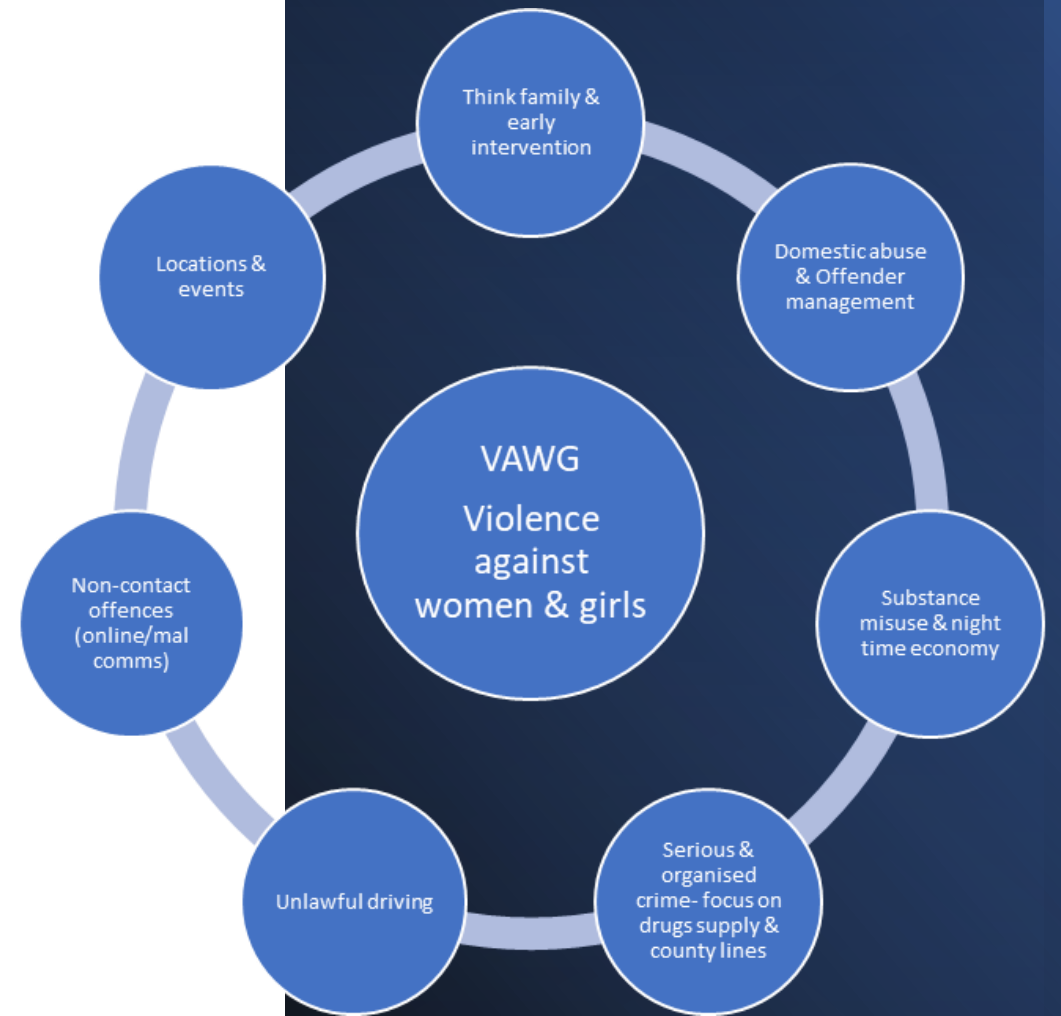 Think family &
early
intervention
Domestic abuse
& Offender
management
Substance
misuse & night
time economy
Serious &
organised
crime- focus on
drugs supply &
county lines
Unlawful driving
Non-contact
offences
(online/mal
comms)
Locations &
events
VAWG
Violence
against
women & girls